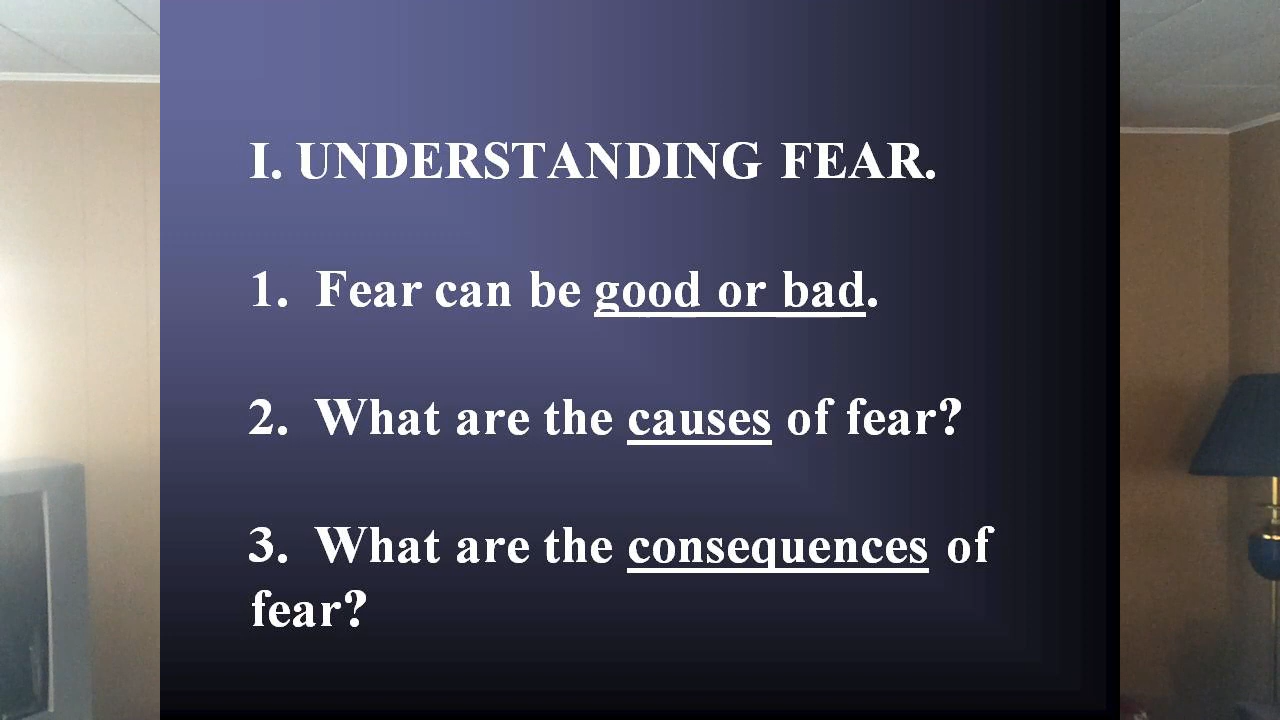 I. UNDERSTANDING FEAR.
1. Fear can be good or bad.
2. What are the causes of fear?
3. What are the consequences of
fear?